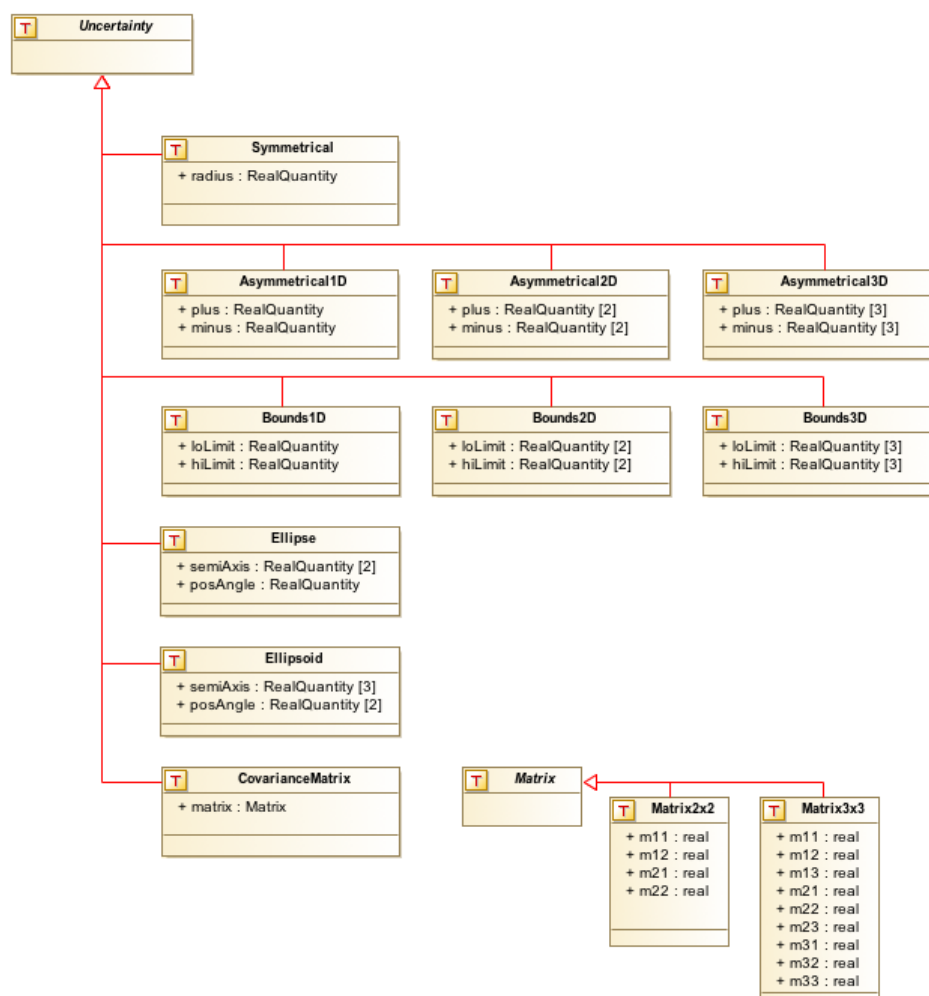 T Uncertainty
T Symmetrical
+ radius : RealQuantity
T Asymmetrical1D
+ plus : RealQuantity
+ minus : RealQuantity
T Asymmetrical2D
+ plus : RealQuantity [2]
+ minus : RealQuantity [2]
T Asymmetrical3D
+ plus : RealQuantity [3]
+ minus : RealQuantity [3]
T Bounds1D
+ loLimit : RealQuantity
+ hiLimit : RealQuantity
T Bounds2D
+ loLimit : RealQuantity [2]
+ hiLimit : RealQuantity [2]
T Bounds3D
+ loLimit : RealQuantity [3]
+ hiLimit : RealQuantity [3]
T Ellipse
+ semiAxis : RealQuantity [2]
+ posAngle : RealQuantity
T Ellipsoid
+ semiAxis : RealQuantity [3]
+ posAngle : RealQuantity [2]
T CovarianceMatrix
+ matrix : Matrix
T Matrix
T Matrix2x2
+ m11 : real
+ m12 : real
+ m21 : real
+ m22 : real
T Matrix3x3
+ m11 : real
+ m12 : real
+ m13 : real
+ m21 : real
+ m22 : real
+ m23 : real
+ m31 : real
+ m32 : real
+ m33 : real